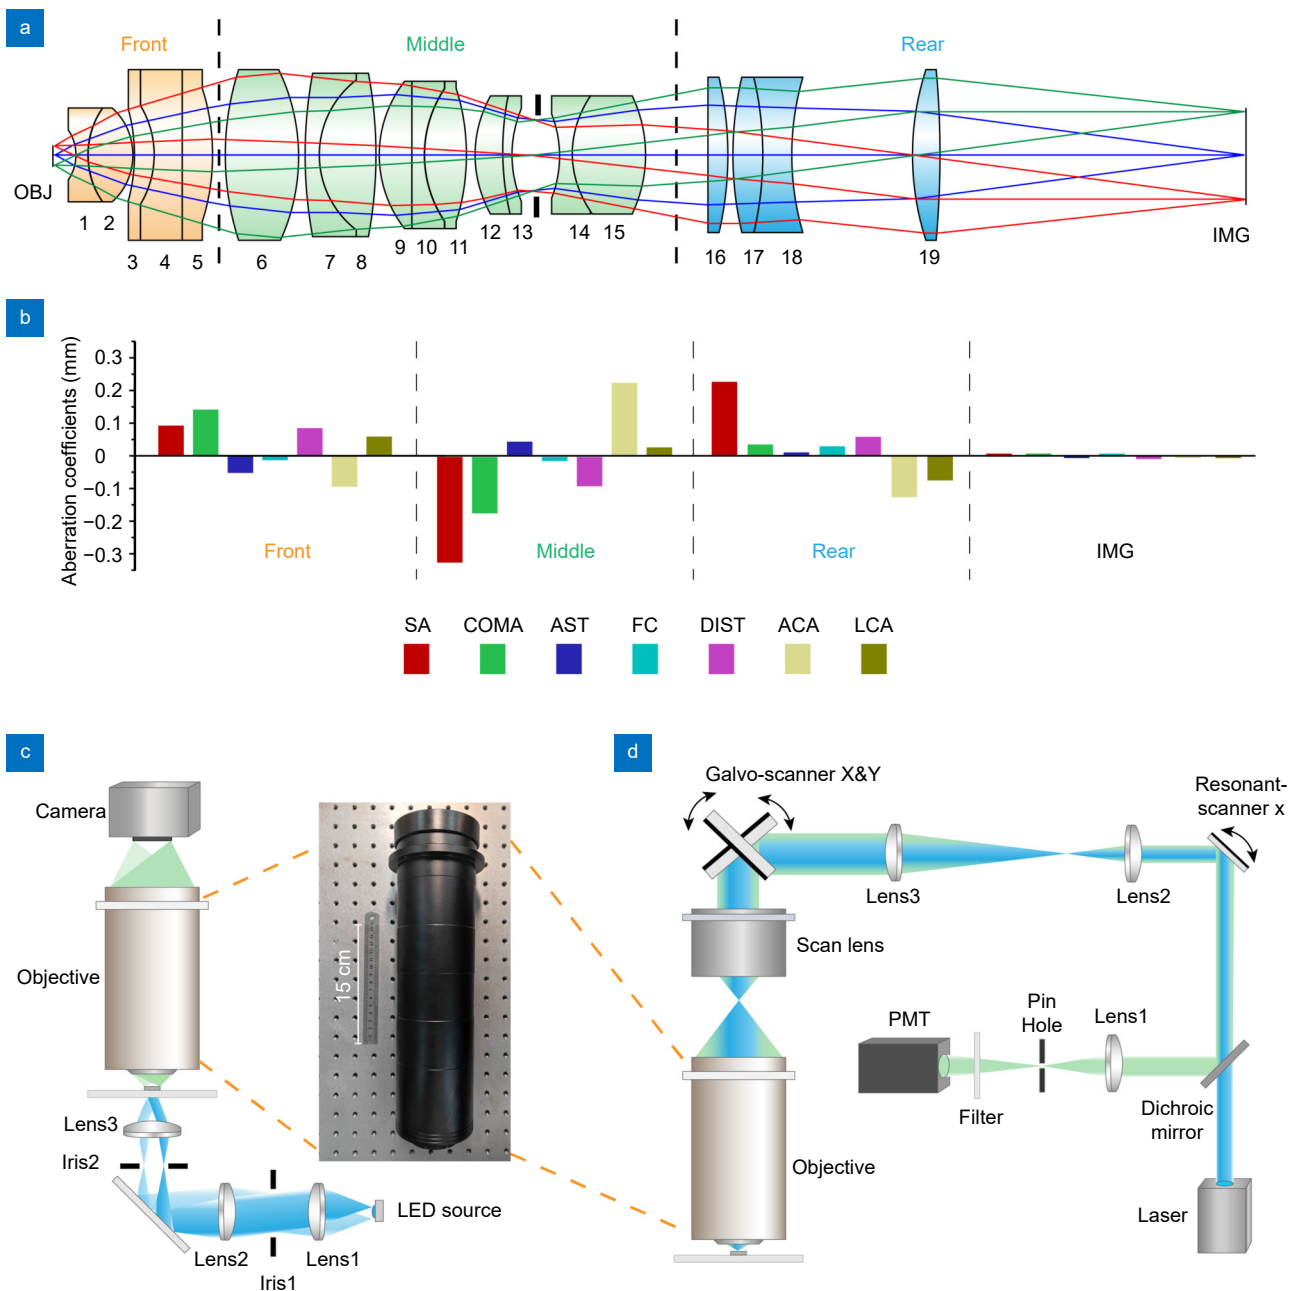 a
Front
Middle
Rear
OBJ
IMG
1 2
3 4 5
6
7 8
9 10 11
12 13
14 15
16 17 18
19
b
Aberration coefficients (mm)
0.3
0.2
0.1
0
−0.1
−0.2
−0.3
Front
Middle
Rear
IMG
SA COMA AST FC DIST ACA LCA
c
Camera
Objective
Lens3
Iris2
Lens2
Iris1
Lens1
LED source
15 cm
d
Galvo-scanner X&Y
Resonant-
scanner x
Lens3
Lens2
Scan lens
PMT
Pin
Hole
Lens1
Filter
Dichroic
mirror
Objective
Laser